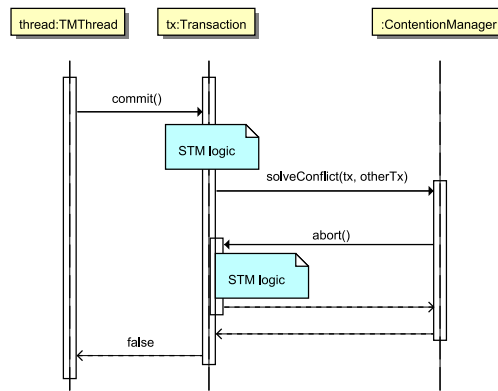 thread:TMThread
tx:Transaction
:ContentionManager
commit()
STM logic
solveConflict(tx, otherTx)
abort()
STM logic
false